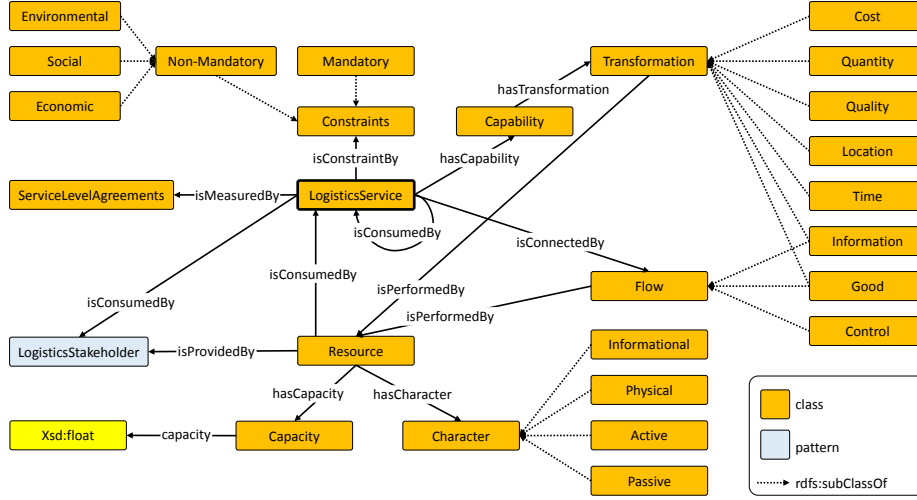 Environmental
Cost
Social
Non-Mandatory
Mandatory
Transformation
Quantity
hasTransformation
Economic
Quality
Constraints
Capability
isConstraintBy
hasCapability
Location
ServiceLevelAgreements
isMeasuredBy
LogisticsService
Time
isConsumedBy
isConnectedBy
Information
isConsumedBy
isConsumedBy
isPerformedBy
Flow
Good
isPerformedBy
Control
LogisticsStakeholder
isProvidedBy
Resource
Informational
hasCapacity
hasCharacter
Physical
class
Xsd:float
capacity
Capacity
Character
Active
pattern
Passive
rdfs:subClassOf